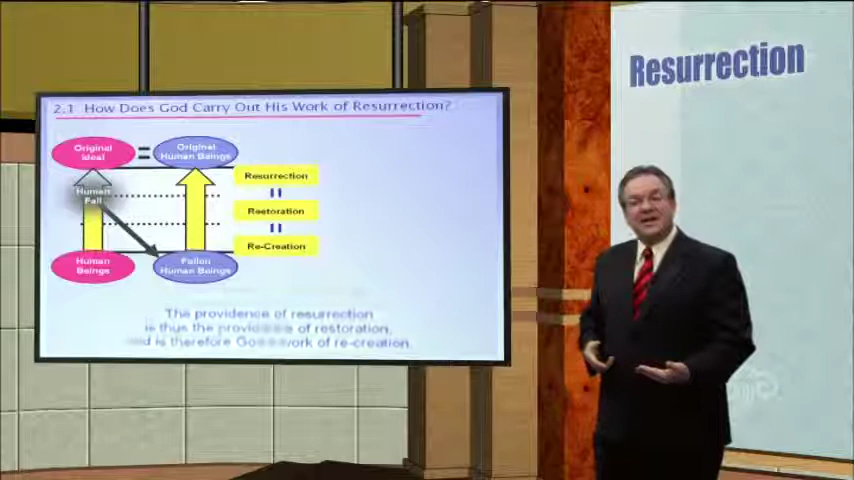 Resurrection
2.1 How Does God Carry Out His Work of Resurrection?
Original
Ideal
=
Original
Human Beings
Resurrection
=
Restoration
=
Re-Creation
Human
Fall
Human
Beings
Fallen
Human Beings
The providence of resurrection
is thus the providence of restoration,
and is therefore God's work of re-creation.